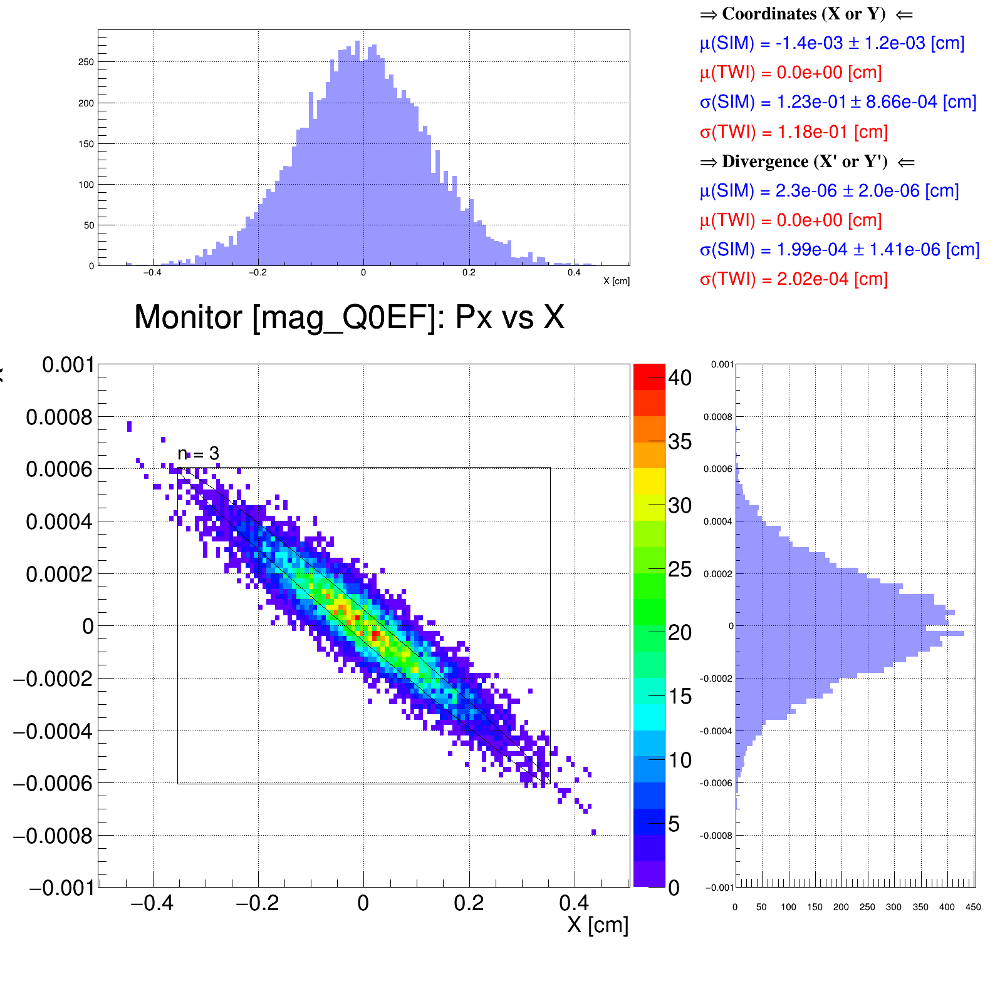 ⇒ Coordinates (X or Y) ⇐
μ(SIM) = -1.4e-03 ± 1.2e-03 [cm]
μ(TWI) = 0.0e+00 [cm]
σ(SIM) = 1.23e-01 ± 8.66e-04 [cm]
σ(TWI) = 1.18e-01 [cm]
⇒ Divergence (X' or Y') ⇐
μ(SIM) = 2.3e-06 ± 2.0e-06 [cm]
μ(TWI) = 0.0e+00 [cm]
σ(SIM) = 1.99e-04 ± 1.41e-06 [cm]
σ(TWI) = 2.02e-04 [cm]
250
200
150
100
50
0
−0.4 −0.2 0 0.2 0.4
X [cm]
Monitor [mag_Q0EF]: Px vs X
0.001
0.0008
0.0006
0.0004
0.0002
0
−0.0002
−0.0004
−0.0006
−0.0008
−0.001
n = 3
−0.4 −0.2 0 0.2 0.4
X [cm]
40
35
30
25
20
15
10
5
0
0.001
0.0008
0.0006
0.0004
0.0002
0
-0.0002
-0.0004
-0.0006
-0.0008
−0.001
0 50 100 150 200 250 300 350 400 450